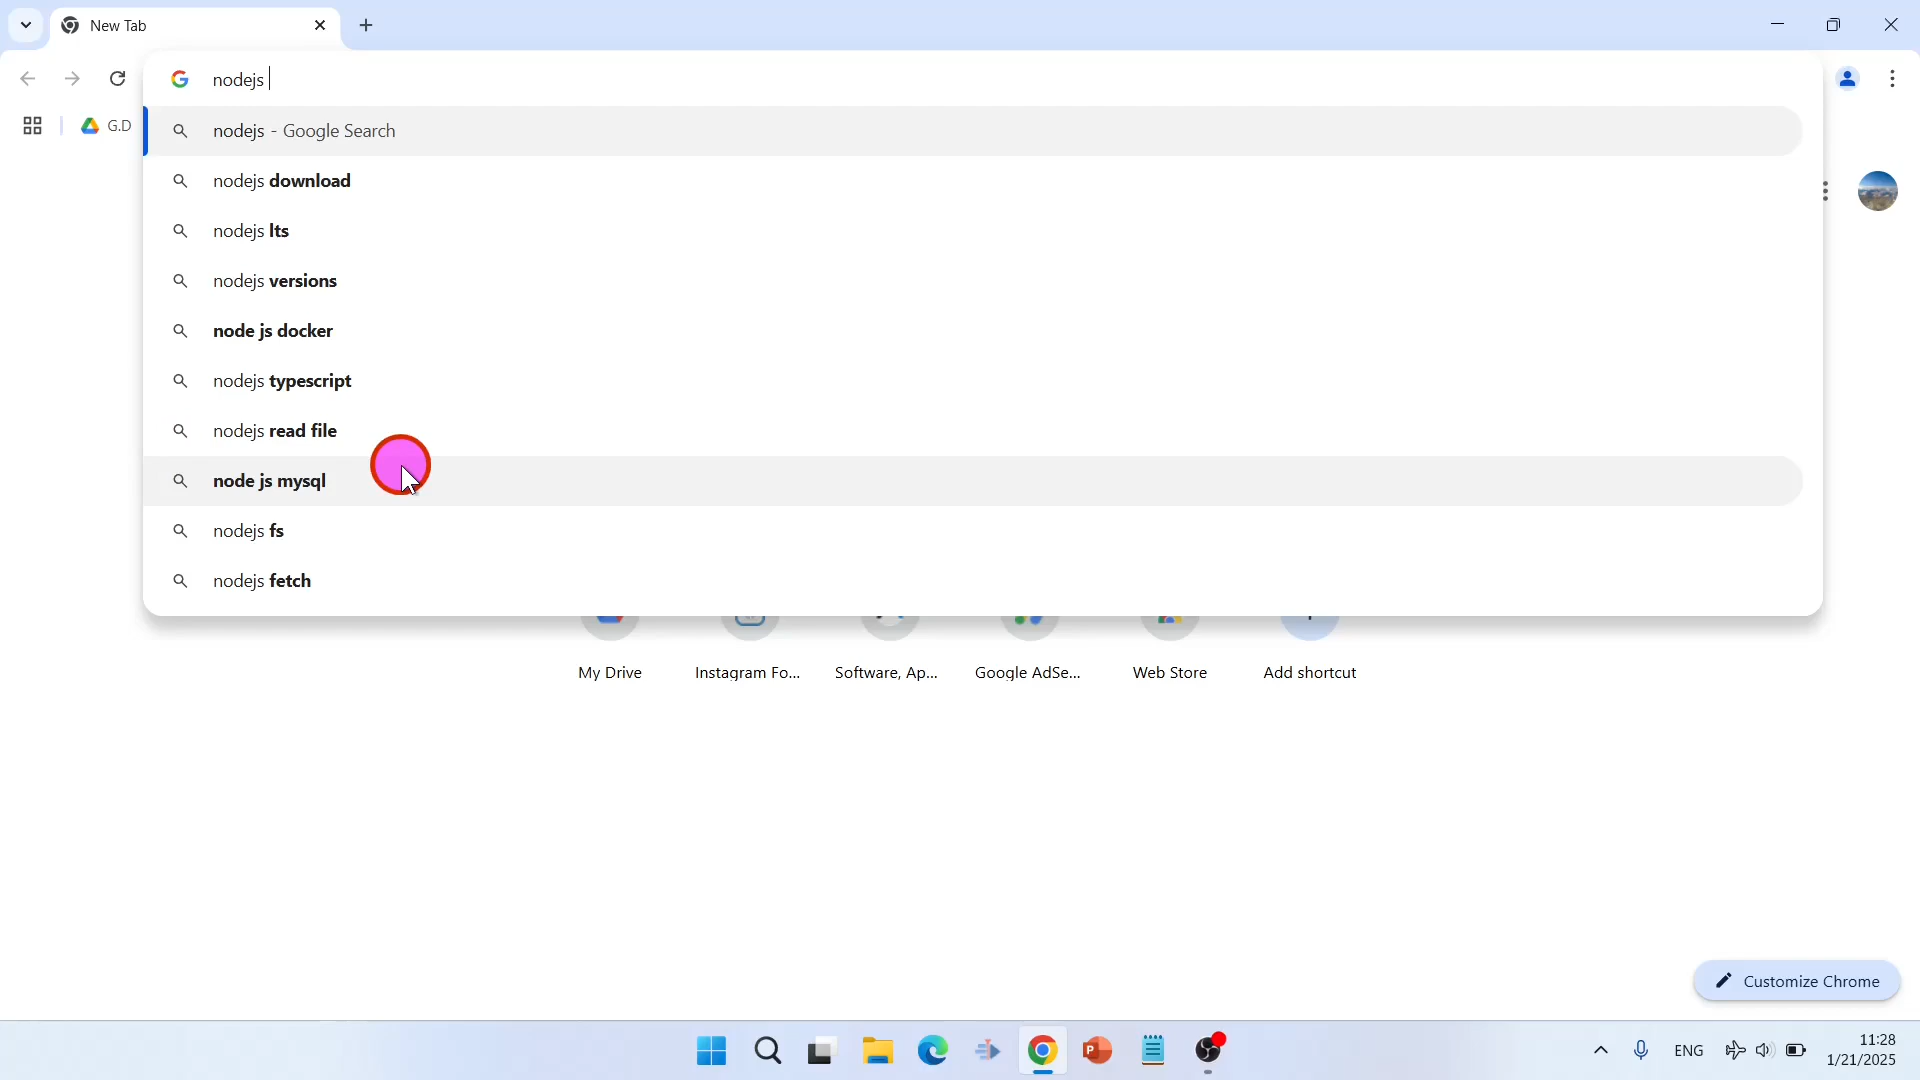 New Tab
nodejs
G.D
nodejs - Google Search
nodejs download
nodejs lts
nodejs versions
node js docker
nodejs typescript
nodejs read file
node js mysql
nodejs fs
nodejs fetch
My Drive
Instagram Fo...
Software, Ap...
Google AdSe...
Web Store
Add shortcut
Customize Chrome
ENG
11:28
1/21/2025